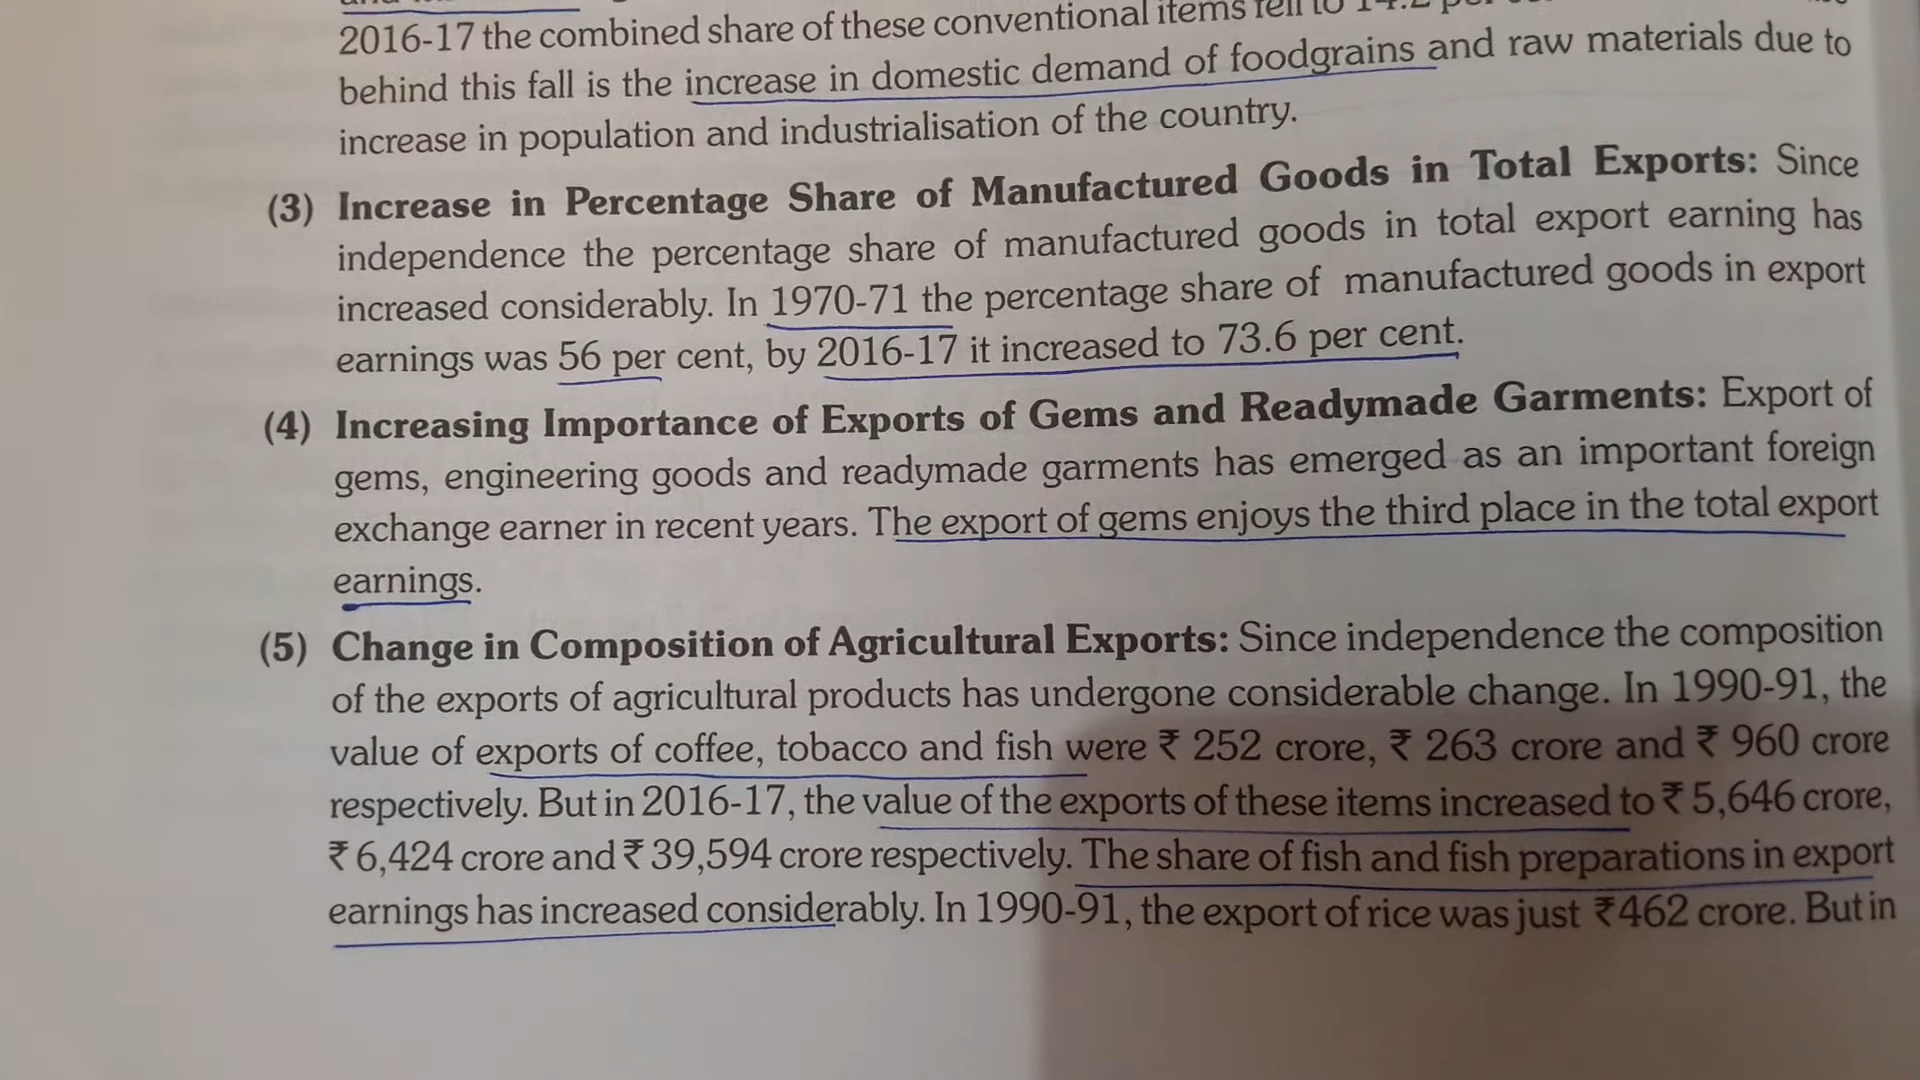 2016-17 the combined share of these conventional items fell to 14.2
behind this fall is the increase in domestic demand of foodgrains and raw materials due to
increase in population and industrialisation of the country.
(3) Increase in Percentage Share of Manufactured Goods in Total Exports: Since
independence the percentage share of manufactured goods in total export earning has
increased considerably. In 1970-71 the percentage share of manufactured goods in export
earnings was 56 per cent, by 2016-17 it increased to 73.6 per cent.
(4) Increasing Importance of Exports of Gems and Readymade Garments: Export of
gems, engineering goods and readymade garments has emerged as an important foreign
exchange earner in recent years. The export of gems enjoys the third place in the total export
earnings.
(5) Change in Composition of Agricultural Exports: Since independence the composition
of the exports of agricultural products has undergone considerable change. In 1990-91, the
value of exports of coffee, tobacco and fish were ₹ 252 crore, ₹ 263 crore and ₹ 960 crore
respectively. But in 2016-17, the value of the exports of these items increased to ₹ 5,646 crore,
₹ 6,424 crore and ₹ 39,594 crore respectively. The share of fish and fish preparations in export
earnings has increased considerably. In 1990-91, the export of rice was just ₹462 crore. But in